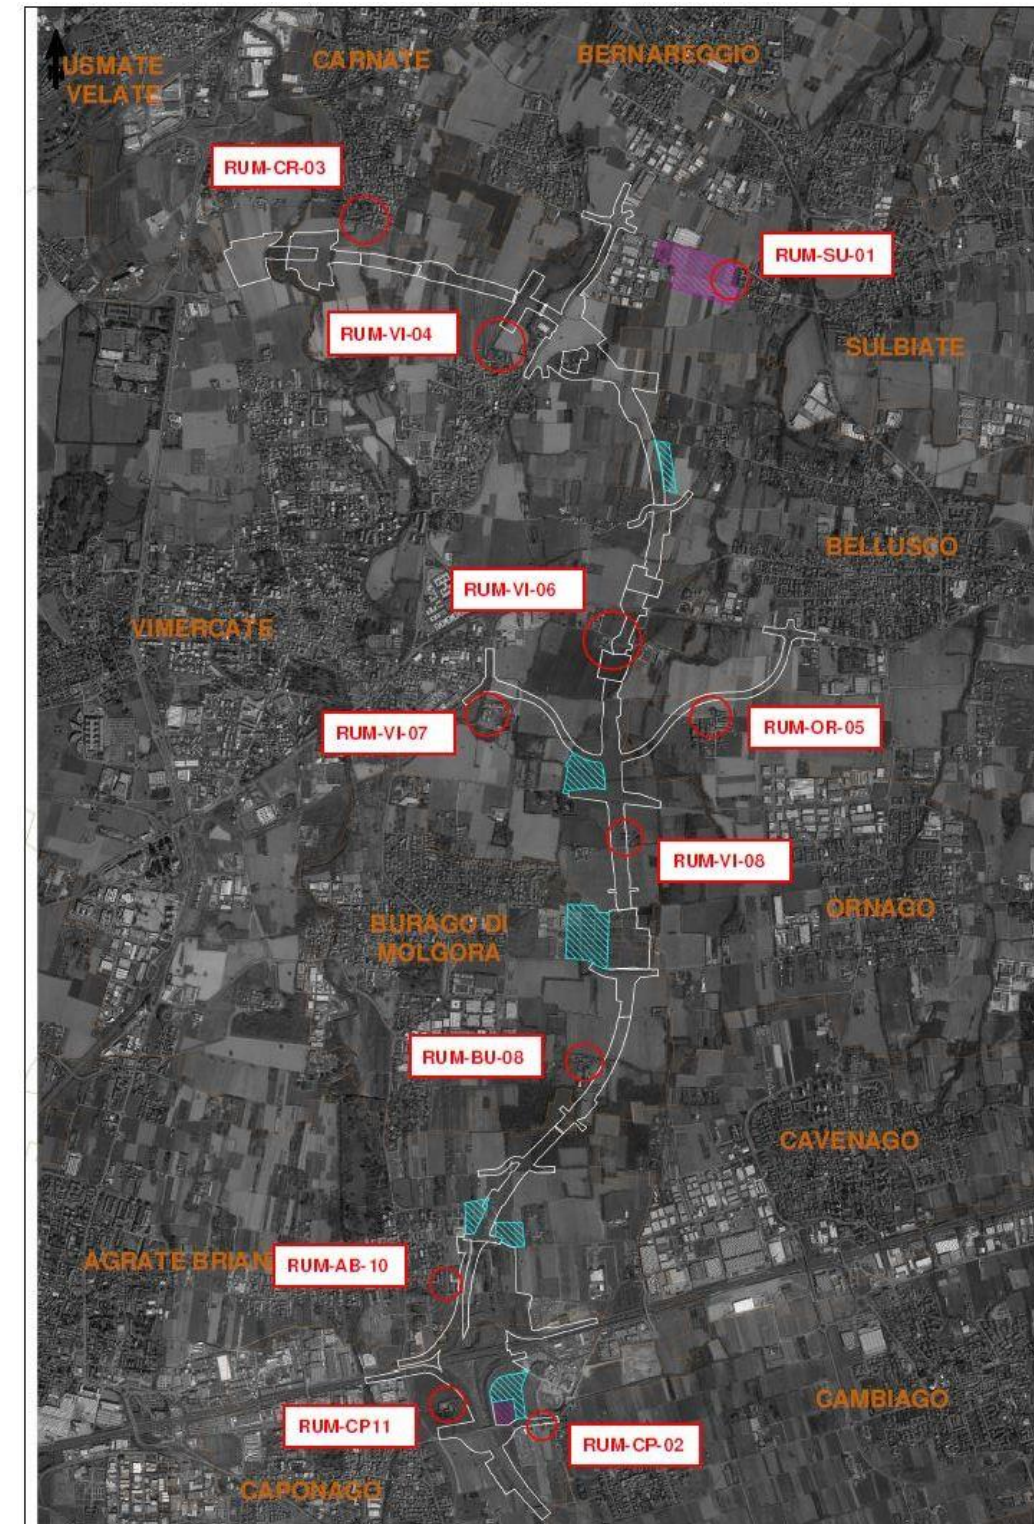 USMATE
VELATE
CARNATE
BERNAREGGIO
RUM-CR-03
RUM-SU-01
RUM-VI-04
SULBIATE
BELLUSCO
RUM-VI-06
VIMERCATE
RUM-VI-07
RUM-OR-05
RUM-VI-08
BURAGO DI
MOLGORA
ORNAGO
RUM-BU-08
CAVENAGO
AGRATE BRIAN
RUM-AB-10
CAMBIAGO
RUM-CP11
RUM-CP-02
CAPONAGO